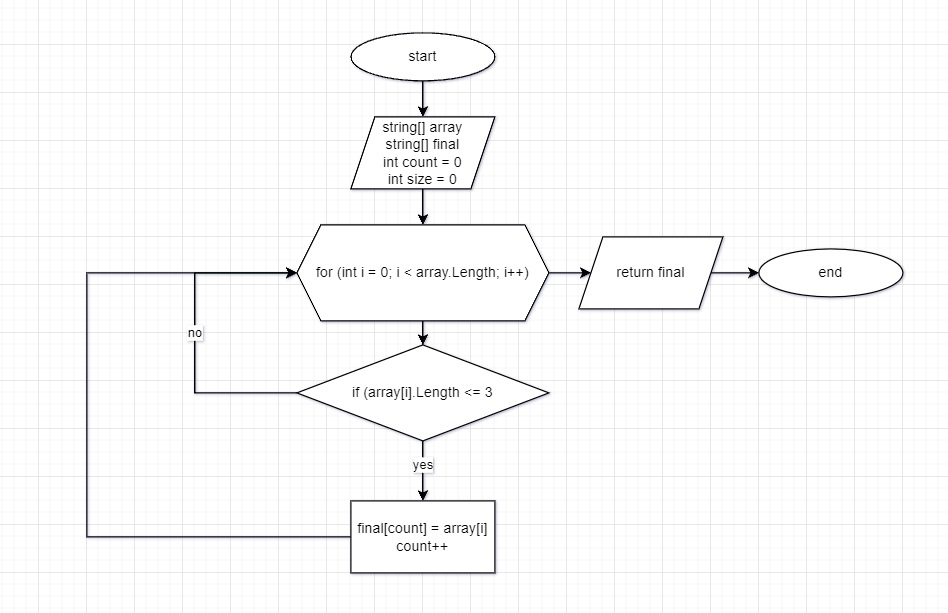 start
string[] array
string[] final
int count = 0
int size = 0
for (int i = 0; i < array.Length; i++)
return final
end
no
if (array[i].Length <= 3
yes
final[count] = array[i]
count++